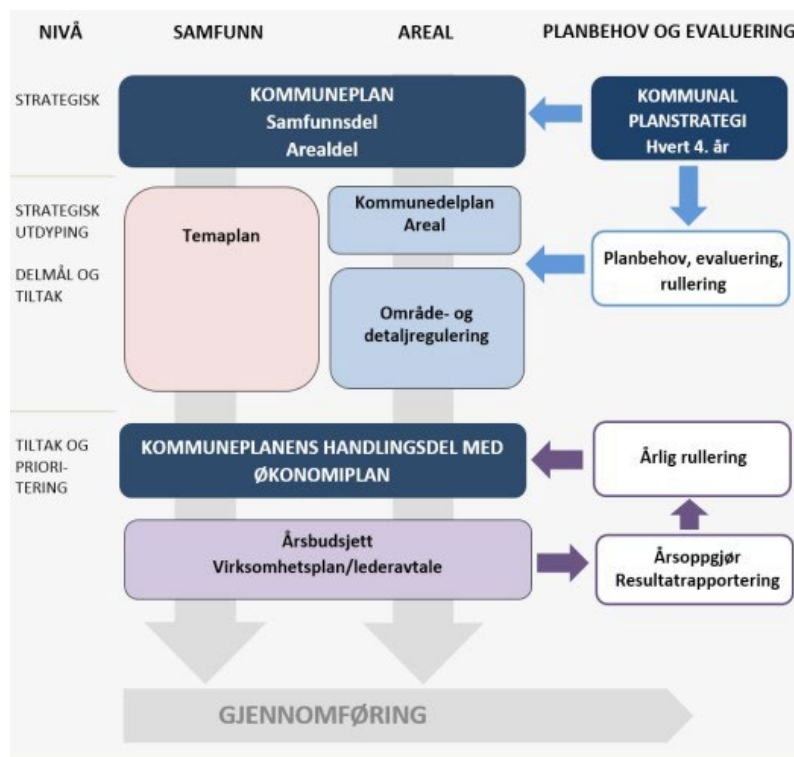 NIVÅ
SAMFUNN
AREAL
PLANBEHOV OG EVALUERING
STRATEGISK
KOMMUNEPLAN
Samfunnsdel
Arealdel
KOMMUNAL
PLANSTRATEGI
Hvert 4. år
STRATEGISK
UTDYPING
DELMÅL OG
TILTAK
Temaplan
Kommunedelplan
Areal
Område- og
detaljregulering
Planbehov, evaluering,
rullering
TILTAK OG
PRIORI-
TERING
KOMMUNEPLANENS HANDLINGSDEL MED
ØKONOMIPLAN
Årlig rullering
Årsbudsjett
Virksomhetsplan/lederavtale
Årsoppgjør
Resultatrapportering
GJENNOMFØRING